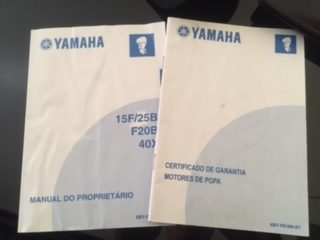 YAMAHA
15F/25B
F20B
40X
MANUAL DO PROPRIETÁRIO
YAMAHA
CERTIFICADO DE GARANTIA
MOTORES DE POPA